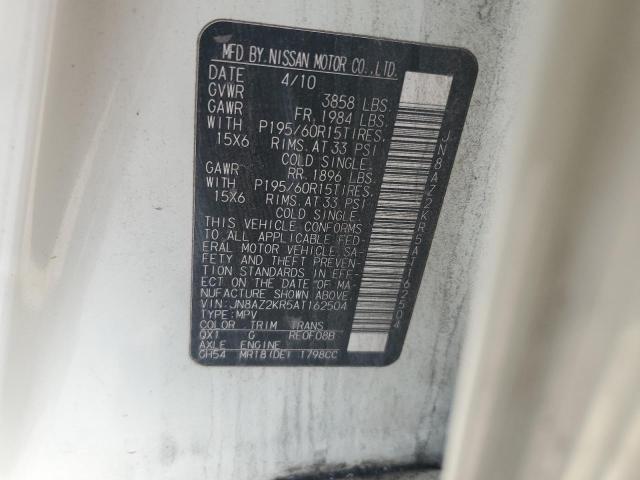 MFD BY.NISSAN MOTOR CO.,LTD.
DATE 4/10
GVWR 3858 LBS.
GAWR FR. 1984 LBS.
WITH P195/60R15TIRES.
15X6 RIMS.AT 33 PSI
COLD SINGLE.
GAWR RR. 1896 LBS.
WITH P195/60R15TIRES.
15X6 RIMS.AT 33 PSI
COLD SINGLE.
THIS VEHICLE CONFORMS
TO ALL APPLICABLE FED-
ERAL MOTOR VEHICLE SA-
FETY AND THEFT PREVEN-
TION STANDARDS IN EFF-
ECT ON THE DATE OF MA-
NUFACTURE SHOWN ABOVE.
VIN:JN8AZ2KR5AT162504
TYPE:MPV
COLOR TRIM TRANS
QX1 G RE0F08B
AXLE ENGINE
GH54 MR18(DE) 1798CC
JN8AZ2KR5AT162504